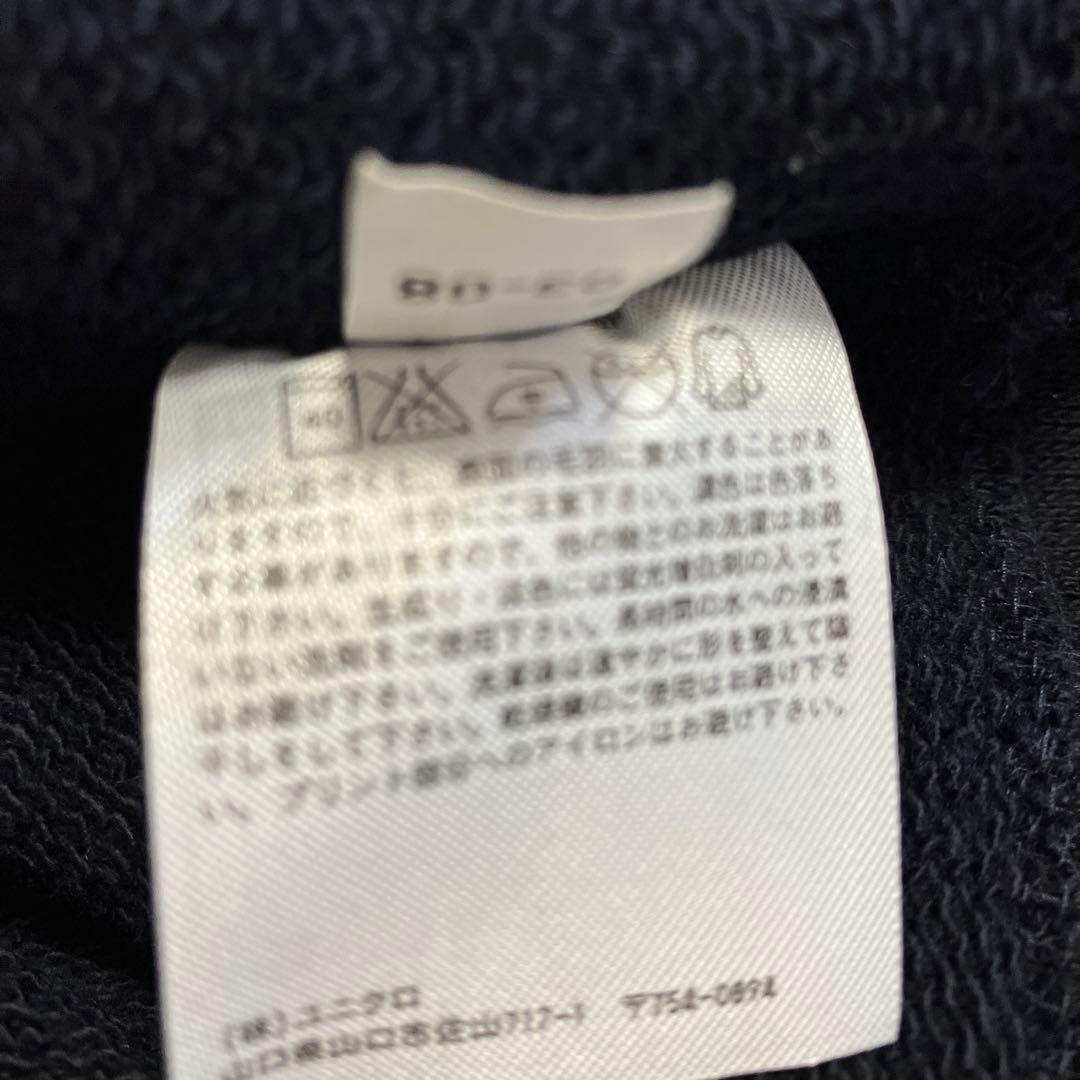 40
火気に近づくと、表面の毛羽に着火することがあ
りますので、十分にご注意下さい。濃色は色落ち
する事がありますので、他の物とのお洗濯はお避
け下さい。生成り・淡色には蛍光増白剤の入って
いない洗剤をご使用下さい。長時間の水への浸漬
はお避け下さい。洗濯後は速やかに形を整えて陰
干しをして下さい。乾燥機のご使用はお避け下さ
い。プリント部分へのアイロンはお避け下さい。
(株)ユニクロ
山口県山口市佐山717-1 〒754-0894